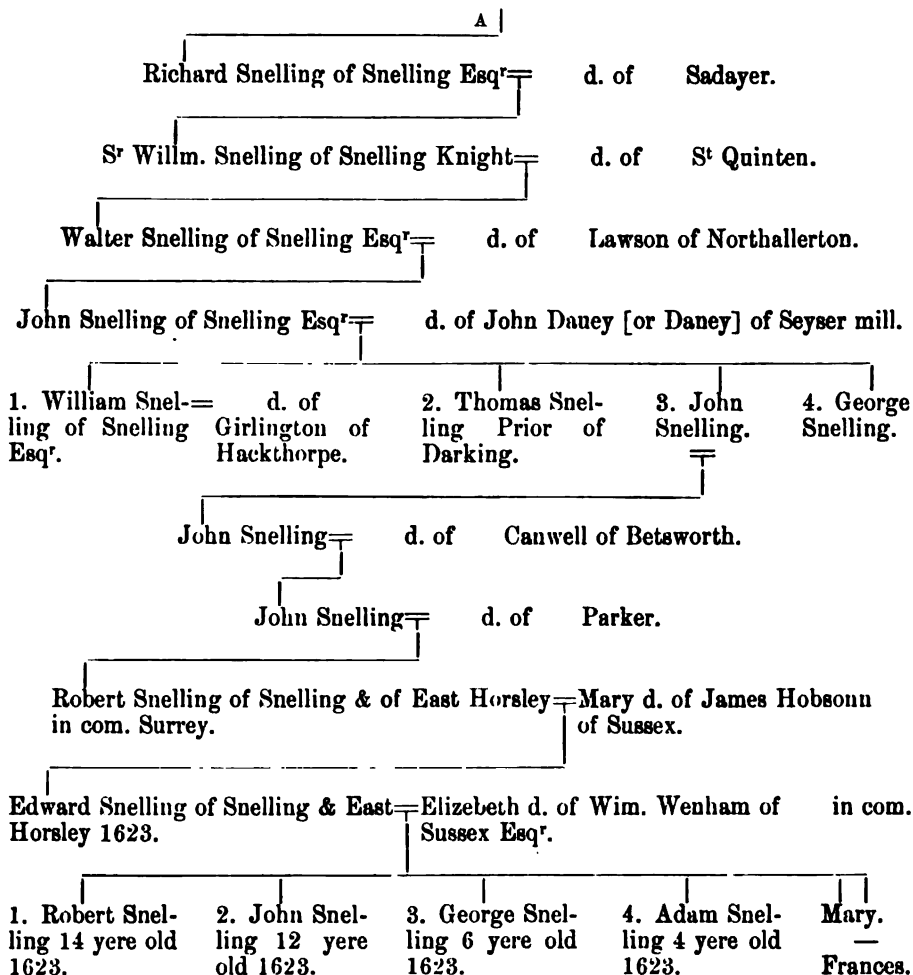 A
Richard Snelling of Snelling Esqʳ d. of Sadayer.
Sʳ Willm. Snelling of Snelling Knight d. of Sᵗ Quinten.
Walter Snelling of Snelling Esqʳ d. of Lawson of Northallerton.
John Snelling of Snelling Esqʳ d. of John Dauey [or Daney] of Seyser mill.
1. William Snel-
ling of Snelling
Esqʳ.
d. of
Girlington of
Hackthorpe.
2. Thomas Snel-
ling Prior of
Darking.
3. John
Snelling.
4. George
Snelling.
John Snelling d. of Canwell of Betsworth.
John Snelling d. of Parker.
Robert Snelling of Snelling & of East Horsley
in com. Surrey.
Mary d. of James Hobsonn
of Sussex.
Edward Snelling of Snelling & East
Horsley 1623.
Elizebeth d. of Wim. Wenham of in com.
Sussex Esqʳ.
1. Robert Snel-
ling 14 yere old
1623.
2. John Snel-
ling 12 yere
old 1623.
3. George Snel-
ling 6 yere old
1623.
4. Adam Snel-
ling 4 yere old
1623.
Mary.
—
Frances.